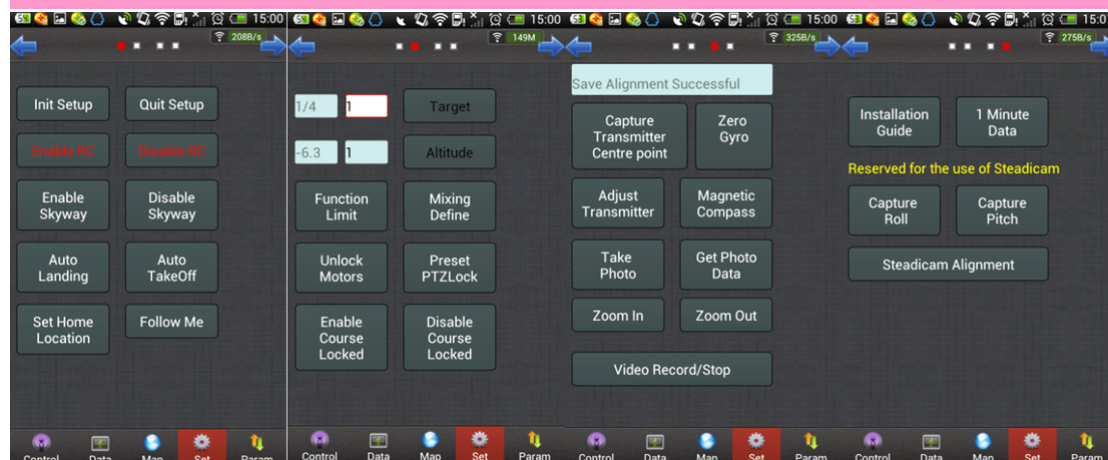 15:00
208B/s
Init Setup
Quit Setup
Enable RC
Disable RC
Enable
Skyway
Disable
Skyway
Auto
Landing
Auto
TakeOff
Set Home
Location
Follow Me
Control
Data
Map
Set
Param
15:00
149M
1/4
1
Target
-6.3
1
Altitude
Function
Limit
Mixing
Define
Unlock
Motors
Preset
PTZLock
Enable
Course
Locked
Disable
Course
Locked
Control
Data
Map
Set
Param
15:00
325B/s
Save Alignment Successful
Capture
Transmitter
Centre point
Zero
Gyro
Adjust
Transmitter
Magnetic
Compass
Take
Photo
Get Photo
Data
Zoom In
Zoom Out
Video Record/Stop
Control
Data
Map
Set
Param
15:01
275B/s
Installation
Guide
1 Minute
Data
Reserved for the use of Steadicam
Capture
Roll
Capture
Pitch
Steadicam Alignment
Control
Data
Map
Set
Param